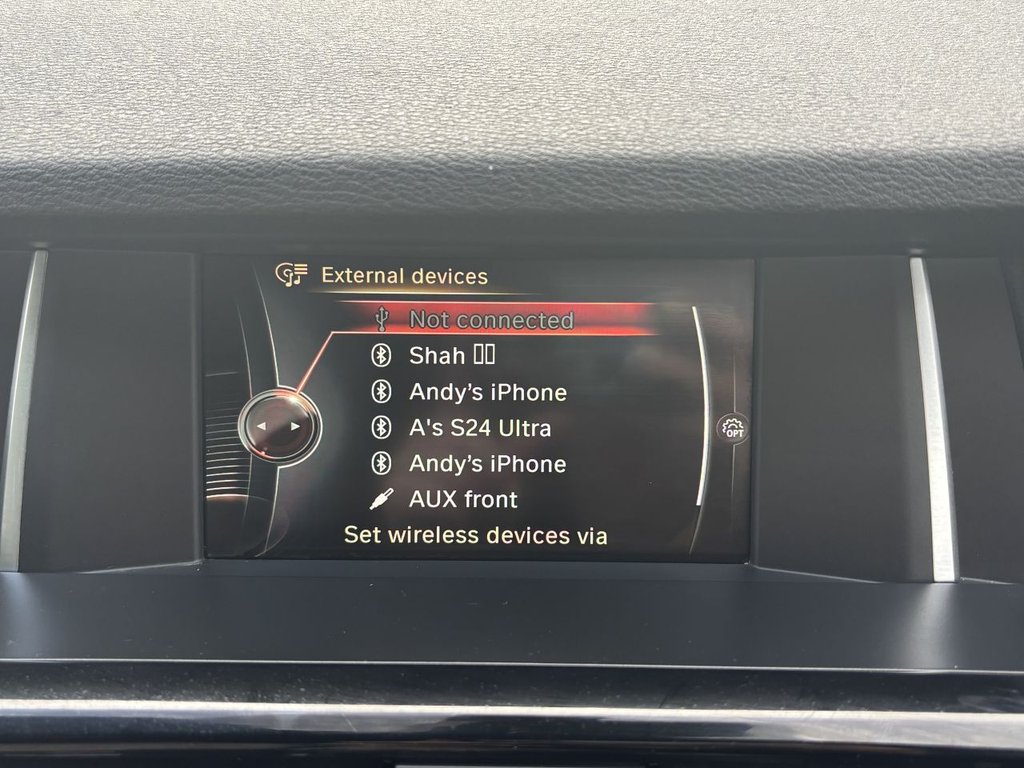 External devices
Not connected
Shah
Andy’s iPhone
A's S24 Ultra
Andy’s iPhone
OPT
AUX front
Set wireless devices via